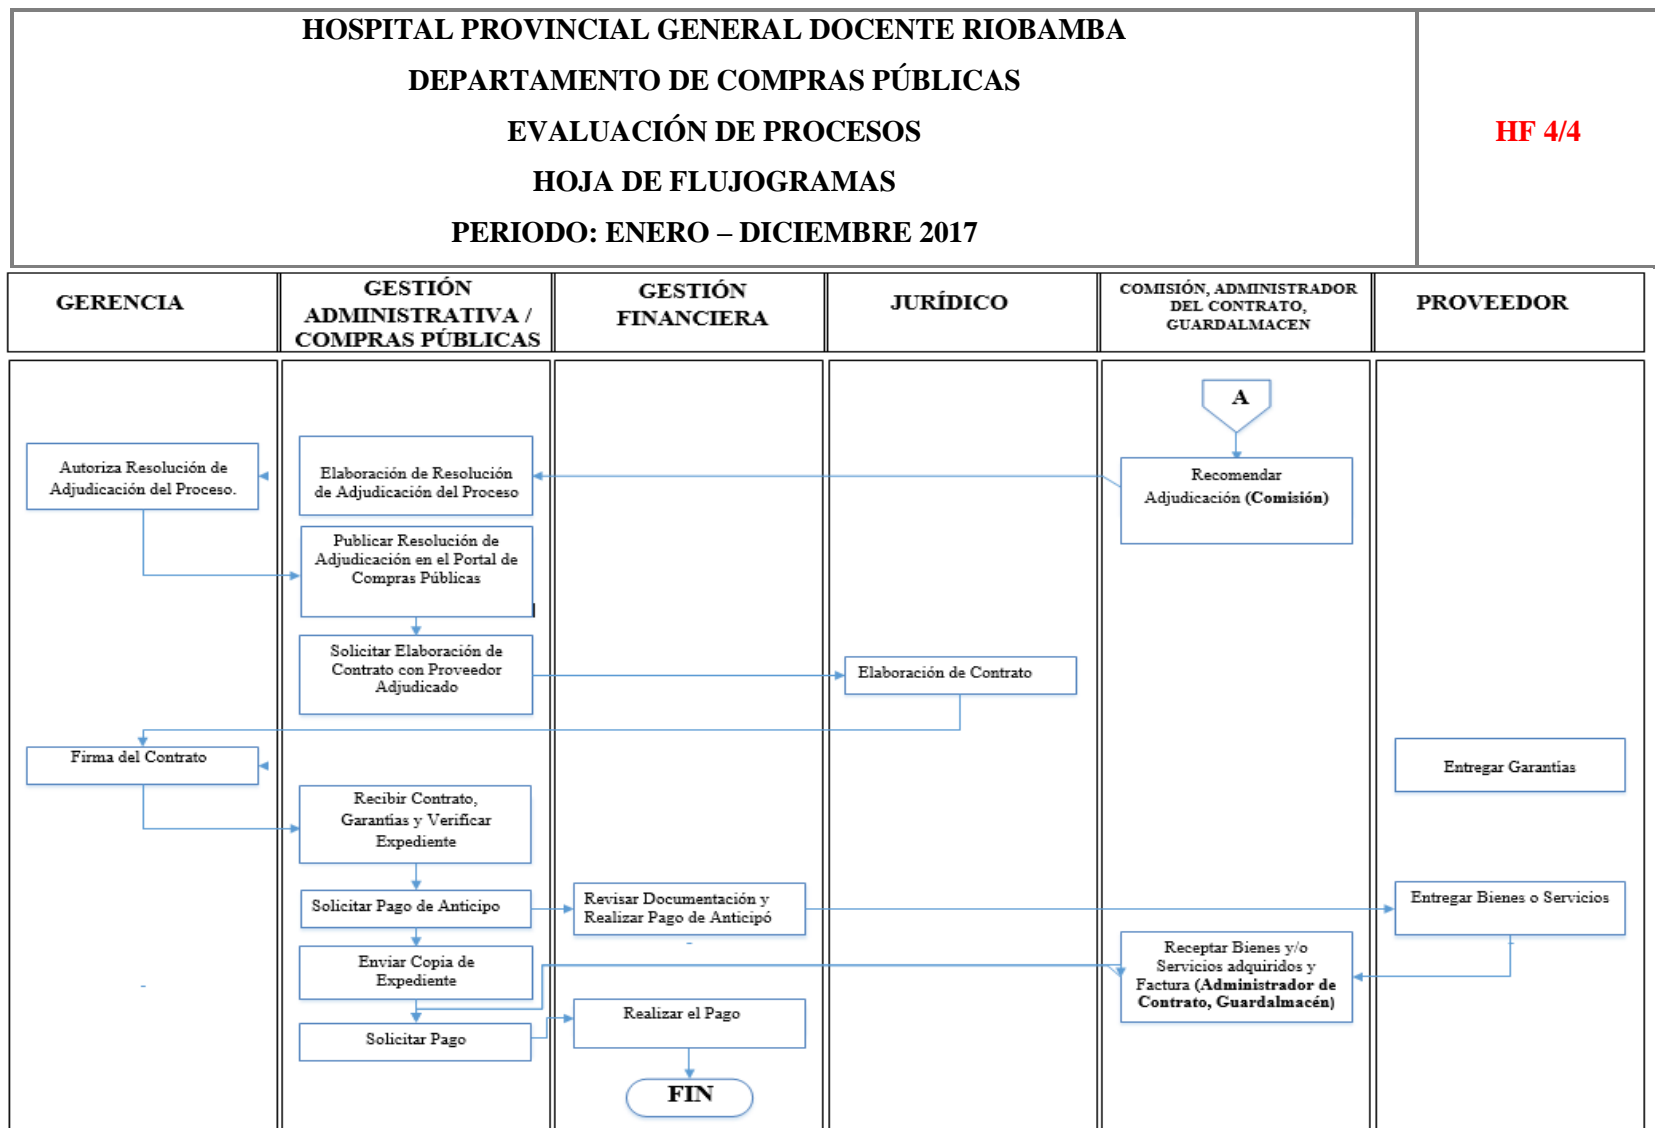 HOSPITAL PROVINCIAL GENERAL DOCENTE RIOBAMBA
DEPARTAMENTO DE COMPRAS PÚBLICAS
EVALUACIÓN DE PROCESOS
HOJA DE FLUJOGRAMAS
PERIODO: ENERO – DICIEMBRE 2017
HF 4/4
GERENCIA
GESTIÓN
ADMINISTRATIVA /
COMPRAS PÚBLICAS
GESTIÓN
FINANCIERA
JURÍDICO
COMISIÓN, ADMINISTRADOR
DEL CONTRATO,
GUARDALMACEN
PROVEEDOR
A
Recomendar
Adjudicación (Comisión)
Elaboración de Resolución
de Adjudicación del Proceso
Autoriza Resolución de
Adjudicación del Proceso.
Publicar Resolución de
Adjudicación en el Portal de
Compras Públicas
Solicitar Elaboración de
Contrato con Proveedor
Adjudicado
Elaboración de Contrato
Firma del Contrato
Entregar Garantías
Recibir Contrato,
Garantías y Verificar
Expediente
Solicitar Pago de Anticipo
Revisar Documentación y
Realizar Pago de Anticipó
Entregar Bienes o Servicios
Enviar Copia de
Expediente
Receptar Bienes y/o
Servicios adquiridos y
Factura (Administrador de
Contrato, Guardalmacén)
Solicitar Pago
Realizar el Pago
FIN